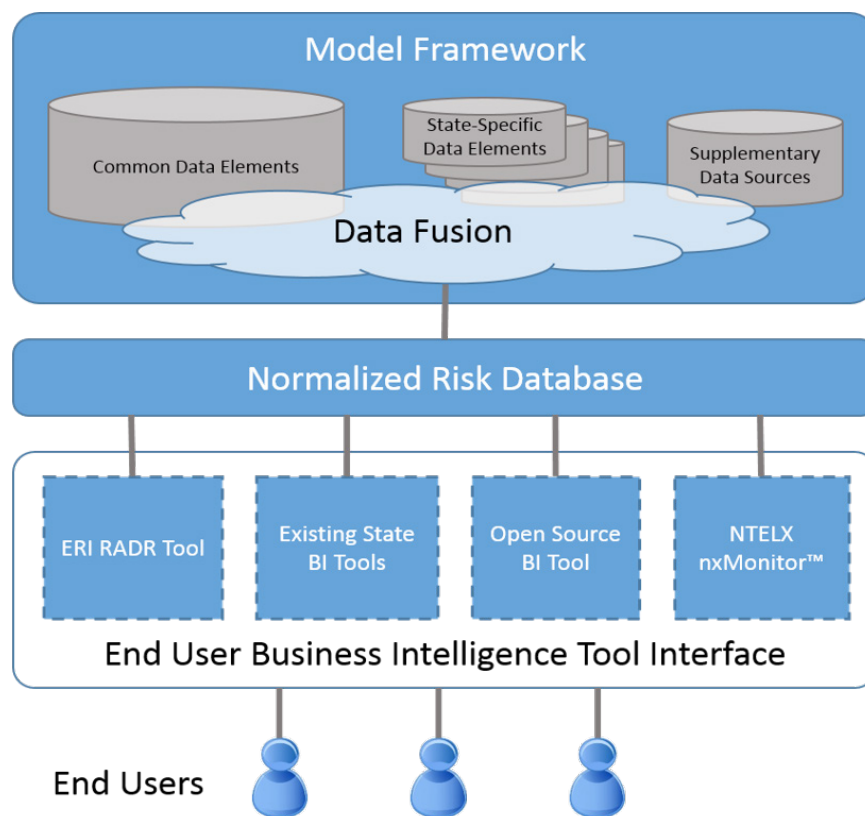 Model Framework
Common Data Elements
State-Specific
Data Elements
Supplementary
Data Sources
Data Fusion
Normalized Risk Database
ERI RADR Tool
Existing State
BI Tools
Open Source
BI Tool
NTELX
nxMonitor™
End User Business Intelligence Tool Interface
End Users